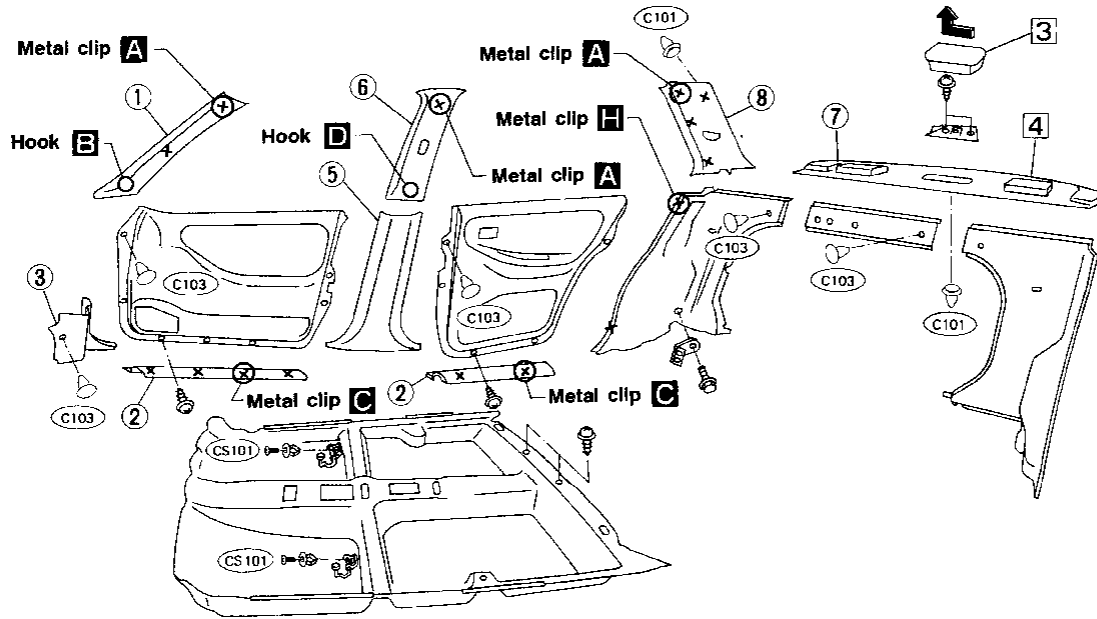 C101
3
Metal clip A
Metal clip A
1
6
8
Hook B
Hook D
Metal clip H
7
4
Metal clip A
5
C103
C103
C103
C103
3
C101
2
Metal clip C
2
Metal clip C
C103
CS101
CS101